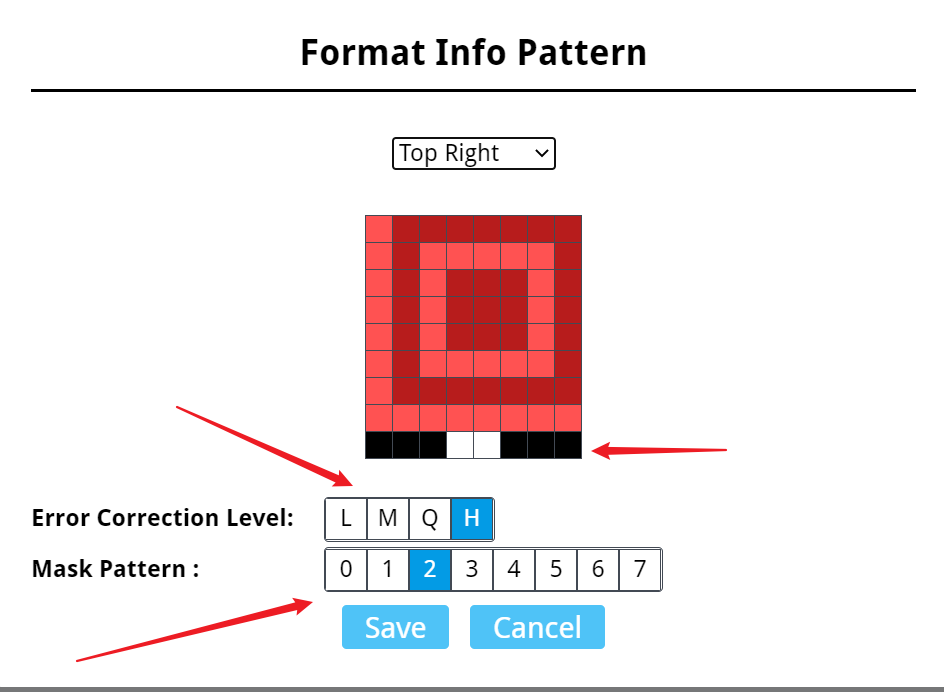 Format Info Pattern
Top Right
Error Correction Level: L M Q H
Mask Pattern : 0 1 2 3 4 5 6 7
Save Cancel